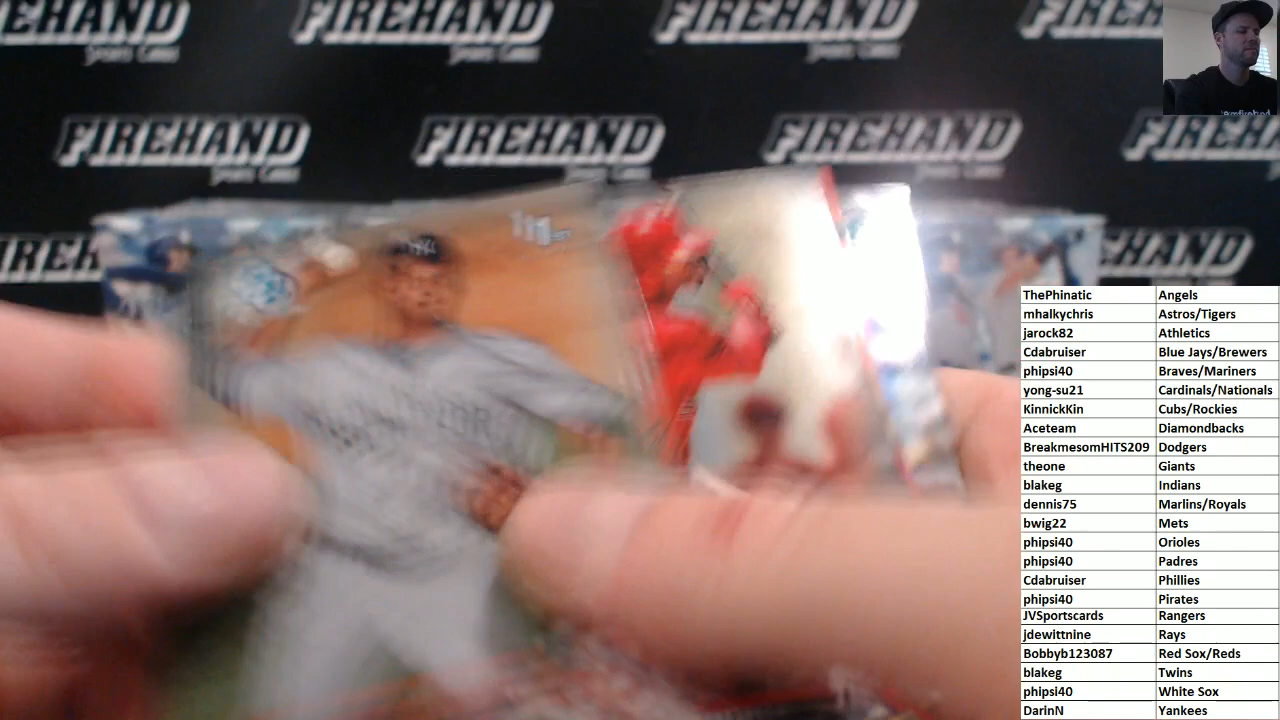 FIREHAND
Sports Cards
FIREHAND
FIREHAND
FIREHAND
FIREHAND
FIREHAND
ThePhinatic Angels
mhalkychris Astros/Tigers
jarock82 Athletics
Cdabruiser Blue Jays/Brewers
phipsi40 Braves/Mariners
yong-su21 Cardinals/Nationals
KinnickKin Cubs/Rockies
Aceteam Diamondbacks
BreakmesomHITS209 Dodgers
theone Giants
blakeg Indians
dennis75 Marlins/Royals
bwig22 Mets
phipsi40 Orioles
phipsi40 Padres
Cdabruiser Phillies
phipsi40 Pirates
JVSportscards Rangers
jdewittnine Rays
Bobbyb123087 Red Sox/Reds
blakeg Twins
phipsi40 White Sox
DarinN Yankees